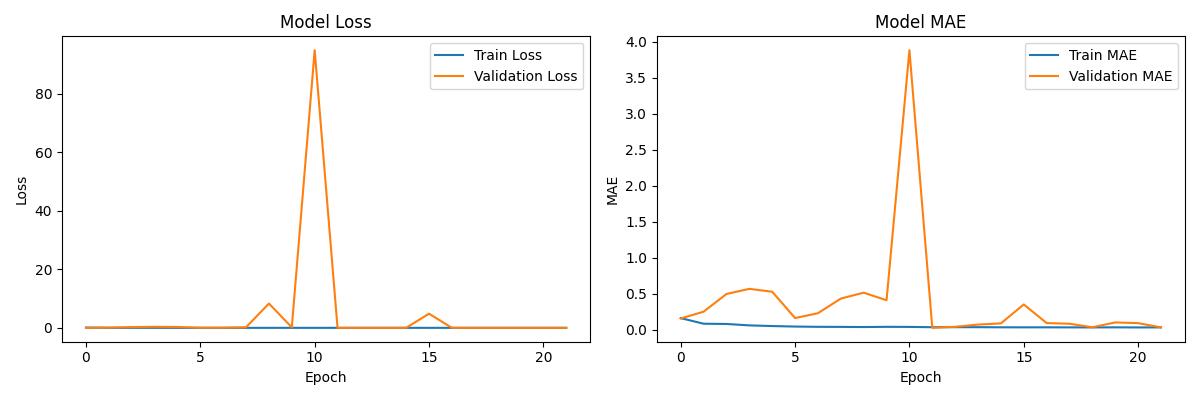 Model Loss
Train Loss
Validation Loss
80
60
40
20
0
Loss
0 5 10 15 20
Epoch
Model MAE
Train MAE
Validation MAE
4.0
3.5
3.0
2.5
2.0
1.5
1.0
0.5
0.0
MAE
0 5 10 15 20
Epoch